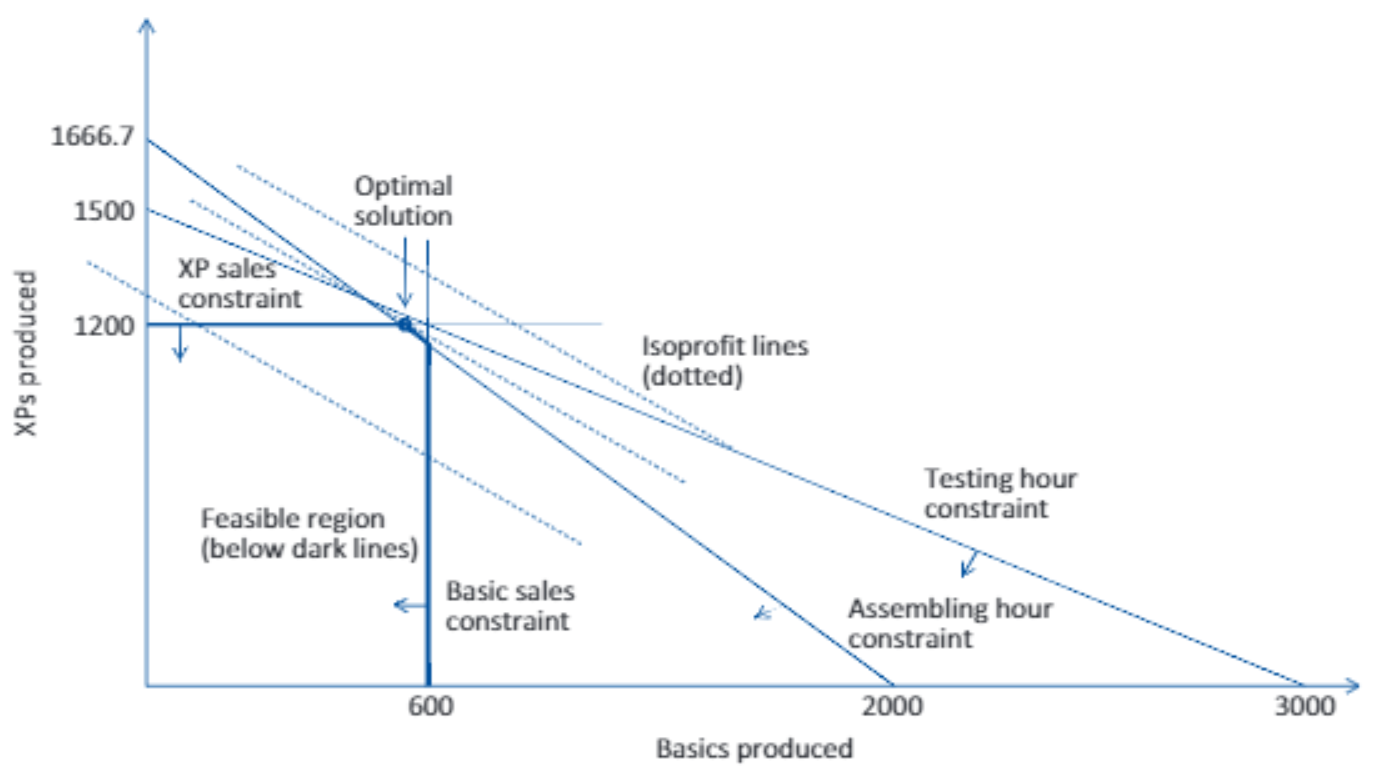 1666.7
Optimal
solution
1500
XP sales
constraint
1200
XPs produced
Isoprofit lines
(dotted)
Testing hour
constraint
Feasible region
(below dark lines)
Basic sales
constraint
Assembling hour
constraint
600
2000
3000
Basics produced